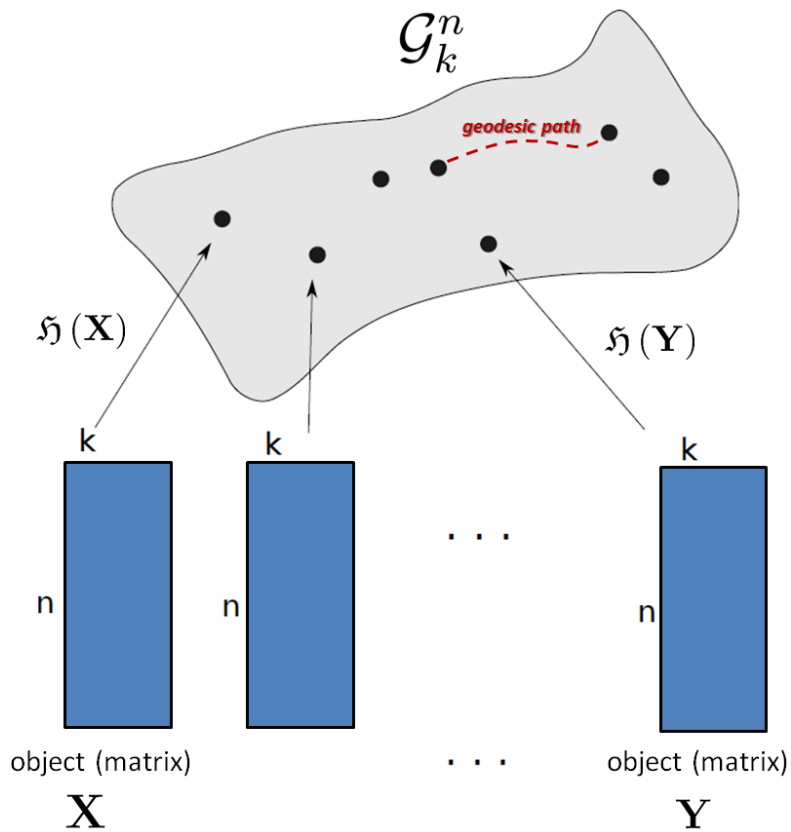 𝒢ₖⁿ
geodesic path
ℌ (X)
ℌ (Y)
k
k
k
n
n
n
. . .
object (matrix)
. . .
object (matrix)
X
Y